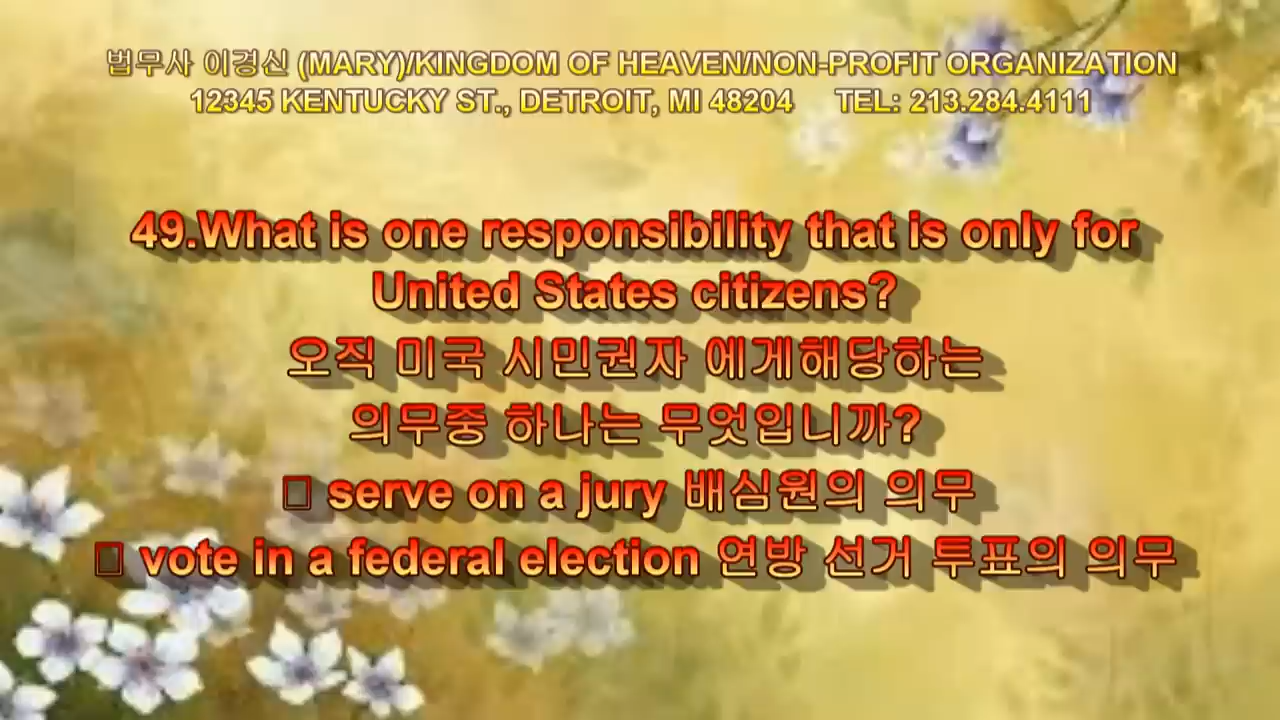 법무사 이경신 (MARY)/KINGDOM OF HEAVEN/NON-PROFIT ORGANIZATION
12345 KENTUCKY ST., DETROIT, MI 48204 TEL: 213.284.4111
49.What is one responsibility that is only for
United States citizens?
오직 미국 시민권자 에게해당하는
의무중 하나는 무엇입니까?
□ serve on a jury 배심원의 의무
□ vote in a federal election 연방 선거 투표의 의무